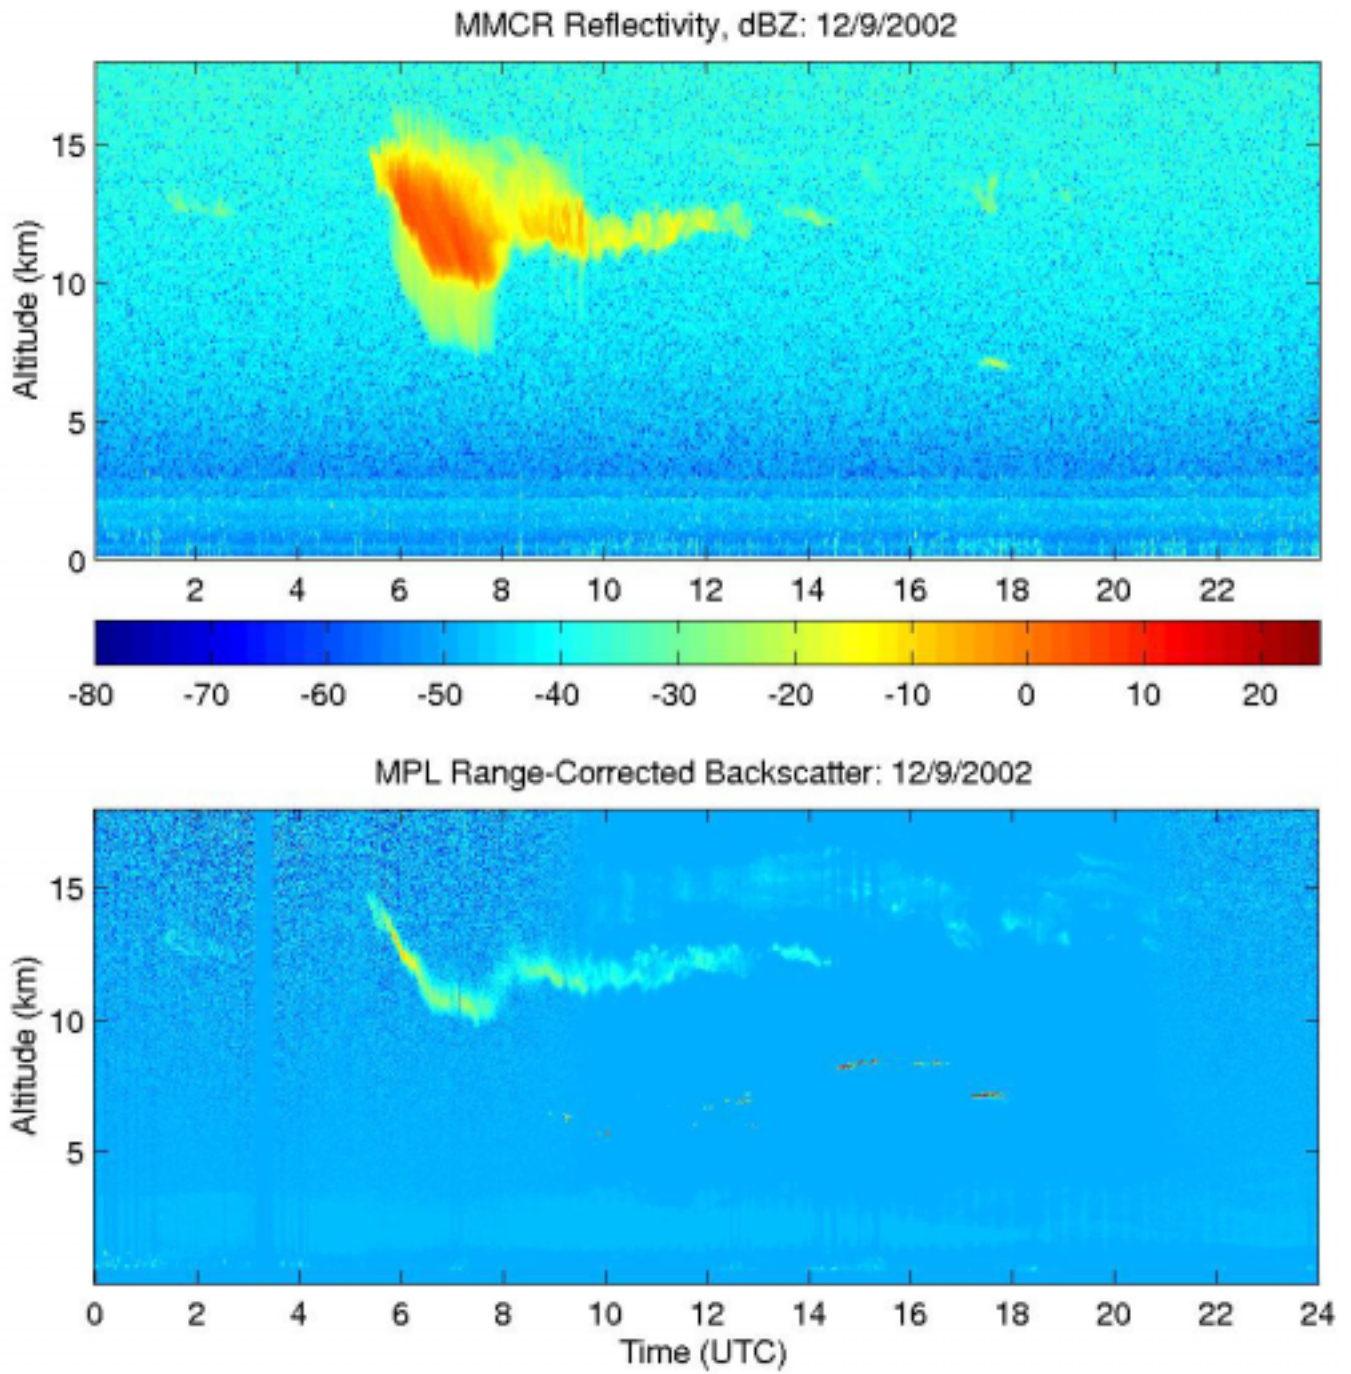 MMCR Reflectivity, dBZ: 12/9/2002
15
10
5
0
Altitude (km)
2 4 6 8 10 12 14 16 18 20 22
-80 -70 -60 -50 -40 -30 -20 -10 0 10 20
MPL Range-Corrected Backscatter: 12/9/2002
15
10
5
Altitude (km)
0 2 4 6 8 10 12 14 16 18 20 22 24
Time (UTC)